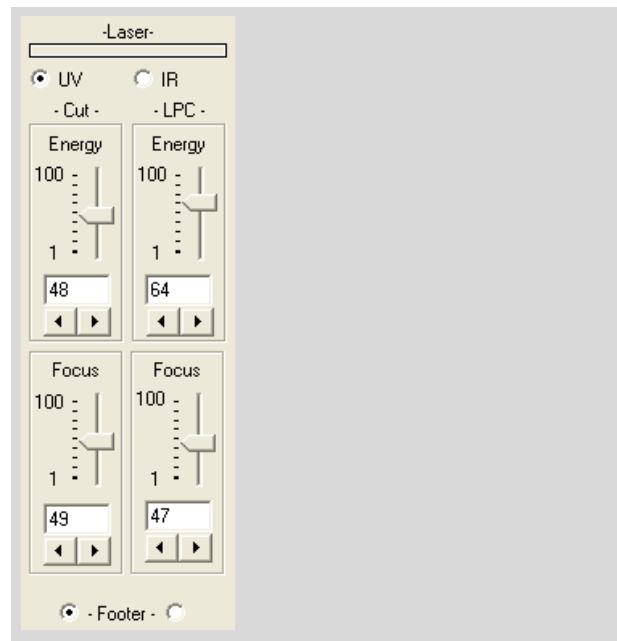 -Laser-
UV IR
- Cut - - LPC -
Energy Energy
100 100
1 1
48 64
Focus Focus
100 100
1 1
49 47
- Footer -